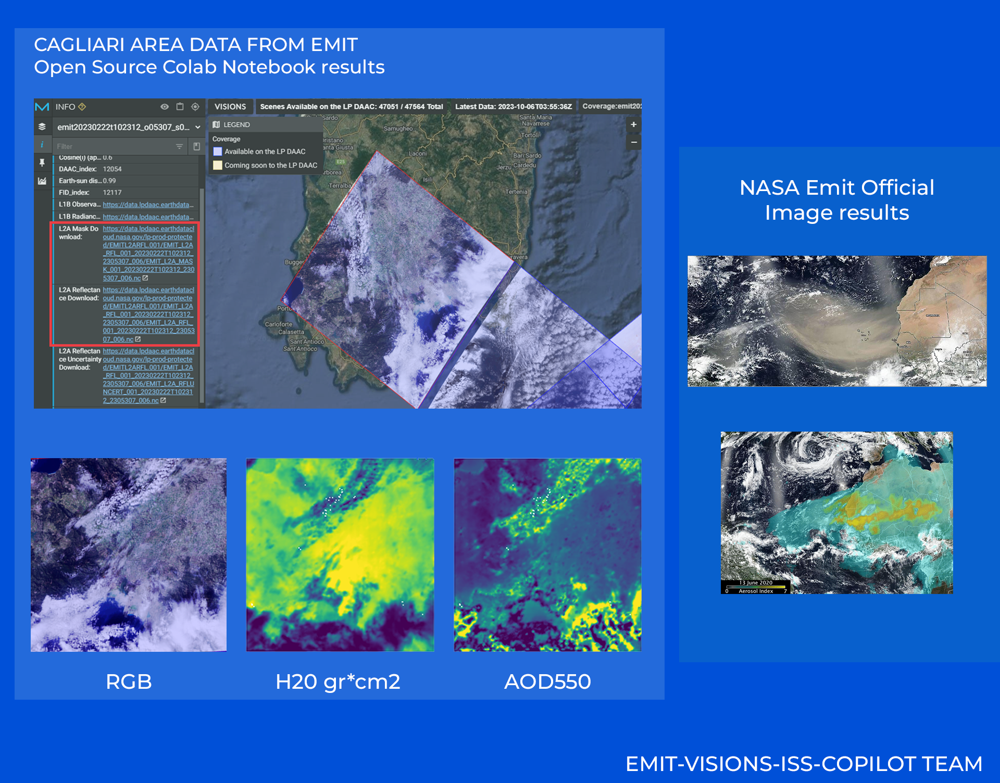 CAGLIARI AREA DATA FROM EMIT
Open Source Colab Notebook results
INFO
emit20230222t102312_o05307_s0...
Filter
Cosine(i) (ap... 0.6
DAAC_index: 12054
Earth-sun dis... 0.99
FID_index: 12117
L1B Observa... https://data.lpdaac.earthdata...
L1B Radianc... https://data.lpdaac.earthdata...
L2A Mask Do
wnload:
https://data.lpdaac.earthdatacl
oud.nasa.gov/lp-prod-protecte
d/EMITL2ARFL.001/EMIT_L2A
_RFL_001_20230222T102312_
2305307_006/EMIT_L2A_MAS
K_001_20230222T102312_230
5307_006.nc
L2A Reflectan
ce Download:
https://data.lpdaac.earthdatacl
oud.nasa.gov/lp-prod-protecte
d/EMITL2ARFL.001/EMIT_L2A
_RFL_001_20230222T102312_
2305307_006/EMIT_L2A_RFL_
001_20230222T102312_23053
07_006.nc
L2A Reflectan
ce Uncertainty
Download:
https://data.lpdaac.earthdatacl
oud.nasa.gov/lp-prod-protecte
d/EMITL2ARFL.001/EMIT_L2A
_RFL_001_20230222T102312_
2305307_006/EMIT_L2A_RFLU
NCERT_001_20230222T10231
2_2305307_006.nc
VISIONS
Scenes Available on the LP DAAC: 47051 / 47564 Total
Latest Data: 2023-10-06T03:55:36Z
Coverage:emit202
LEGEND
Coverage
Available on the LP DAAC
Coming soon to the LP DAAC
+
−
Sardo
Samugheo
Santa Maria
Navarrese
Tortolì
ristano
anta Giusta
Laconi
Bari Sardo
Cardedu
Jerzu
E25
rborea
Isili
Terralba
Tertenia
ravera
Bugger
Porto
Carloforte
Calasetta
Sant'Antioco
Sant'Antioco
RGB
H20 gr*cm2
AOD550
NASA Emit Official
Image results
13 June 2020
0 Aerosol Index 7
EMIT-VISIONS-ISS-COPILOT TEAM